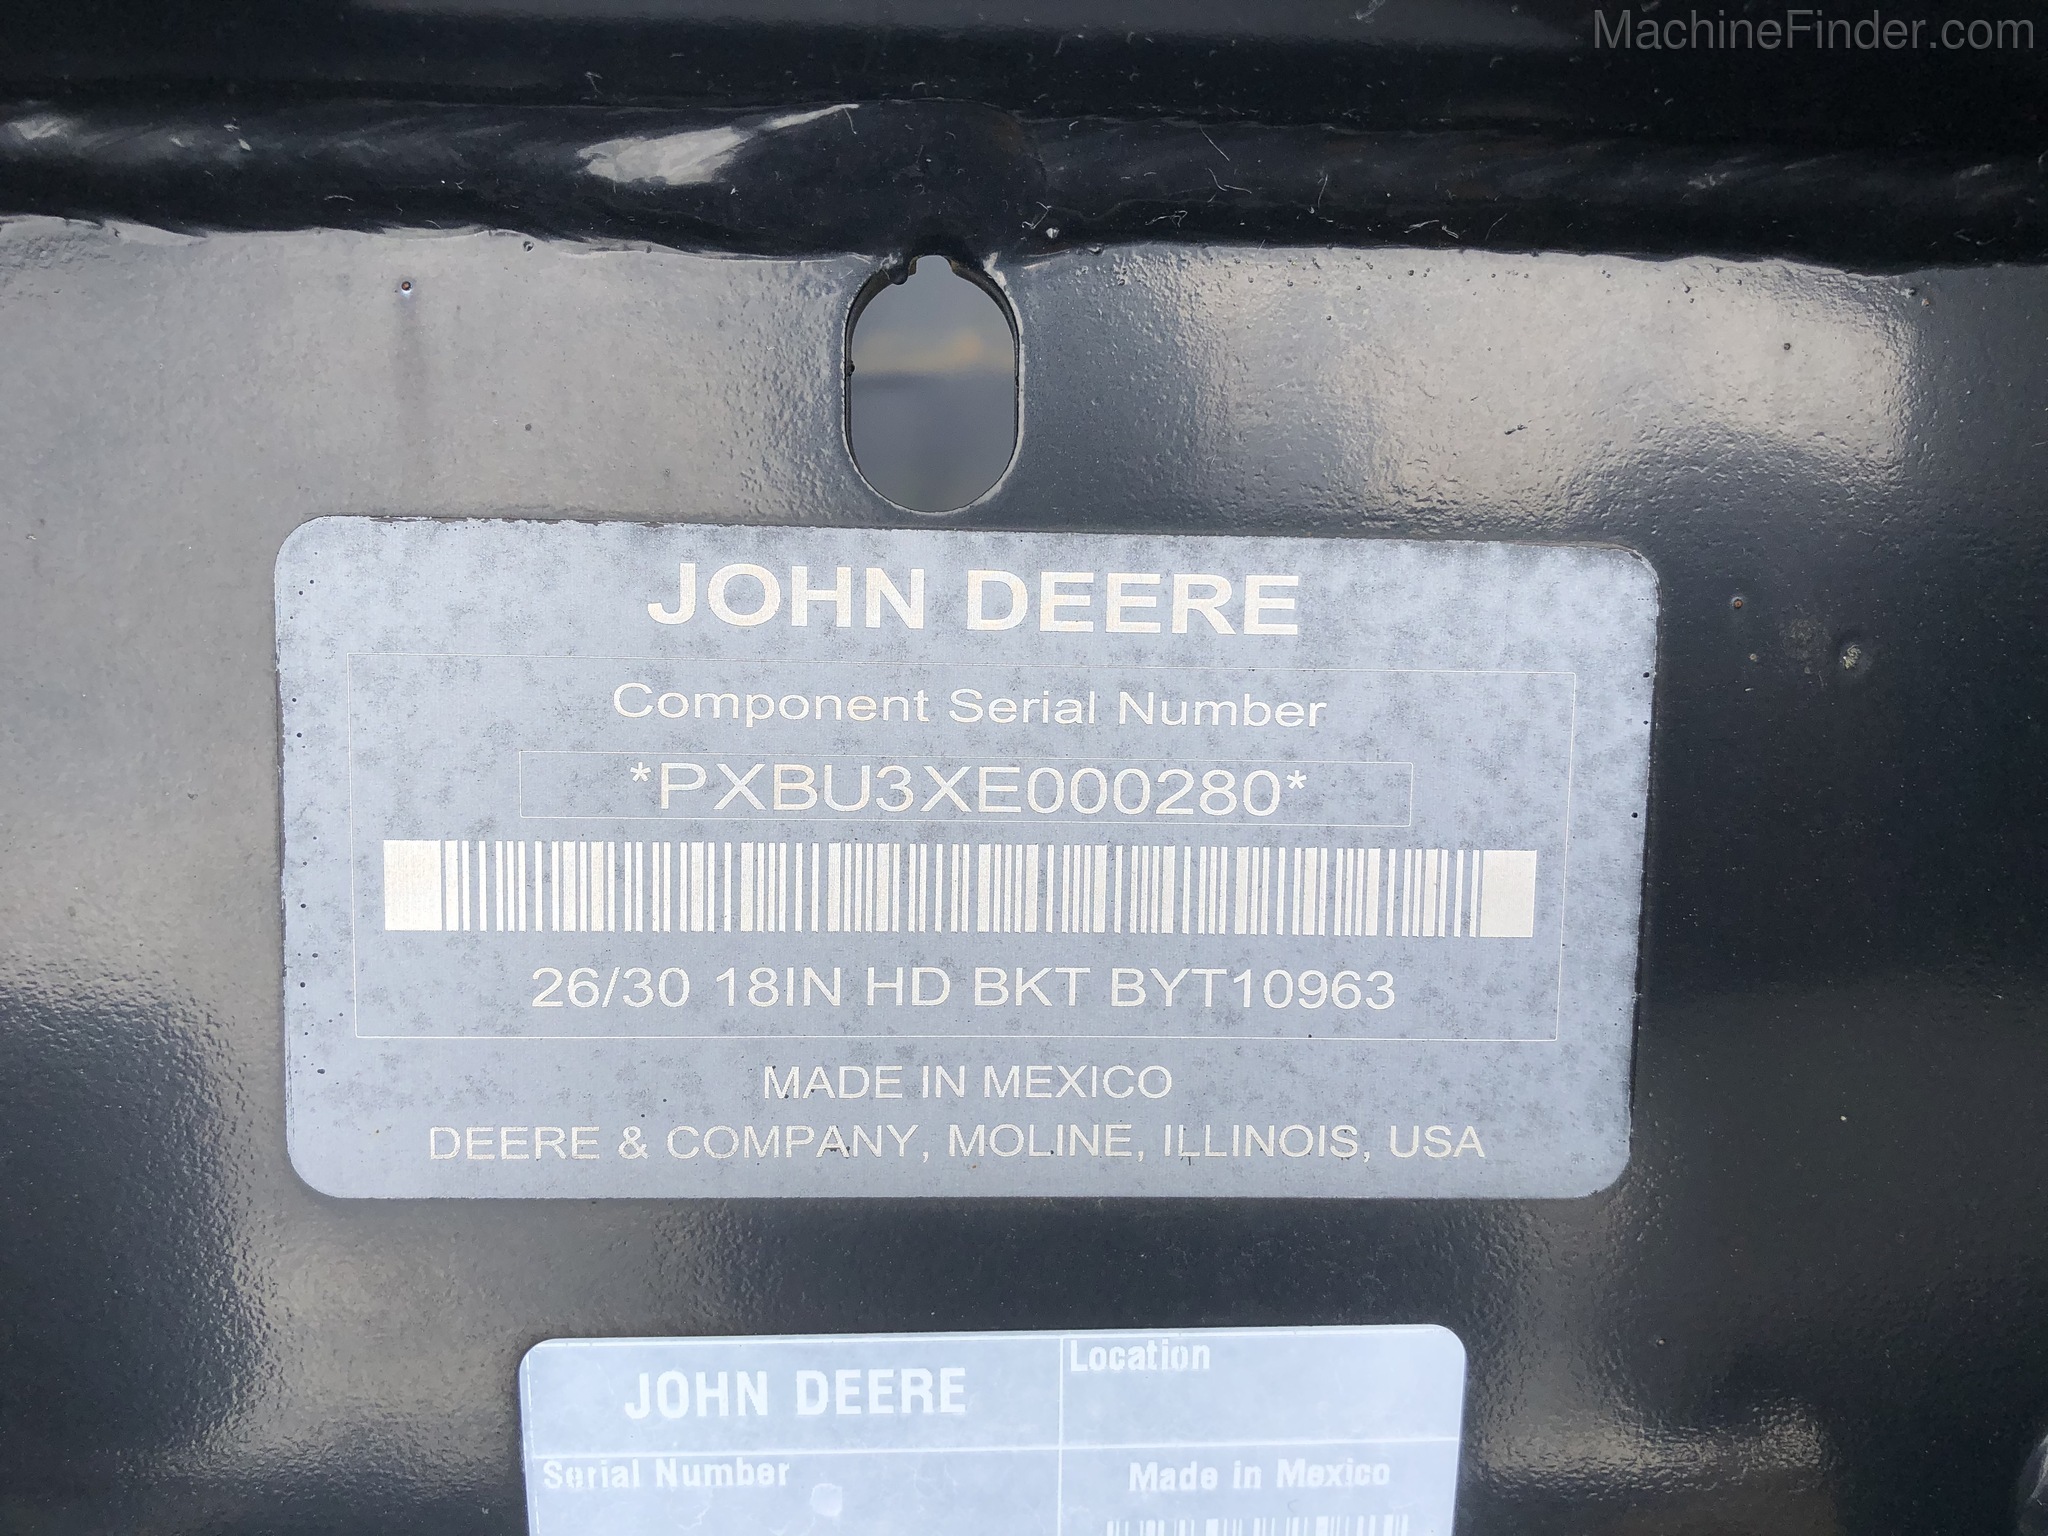 MachineFinder.com
JOHN DEERE
Component Serial Number
*PXBU3XE000280*
26/30 18IN HD BKT BYT10963
MADE IN MEXICO
DEERE & COMPANY, MOLINE, ILLINOIS, USA
JOHN DEERE
Location
Serial Number
Made in Mexico